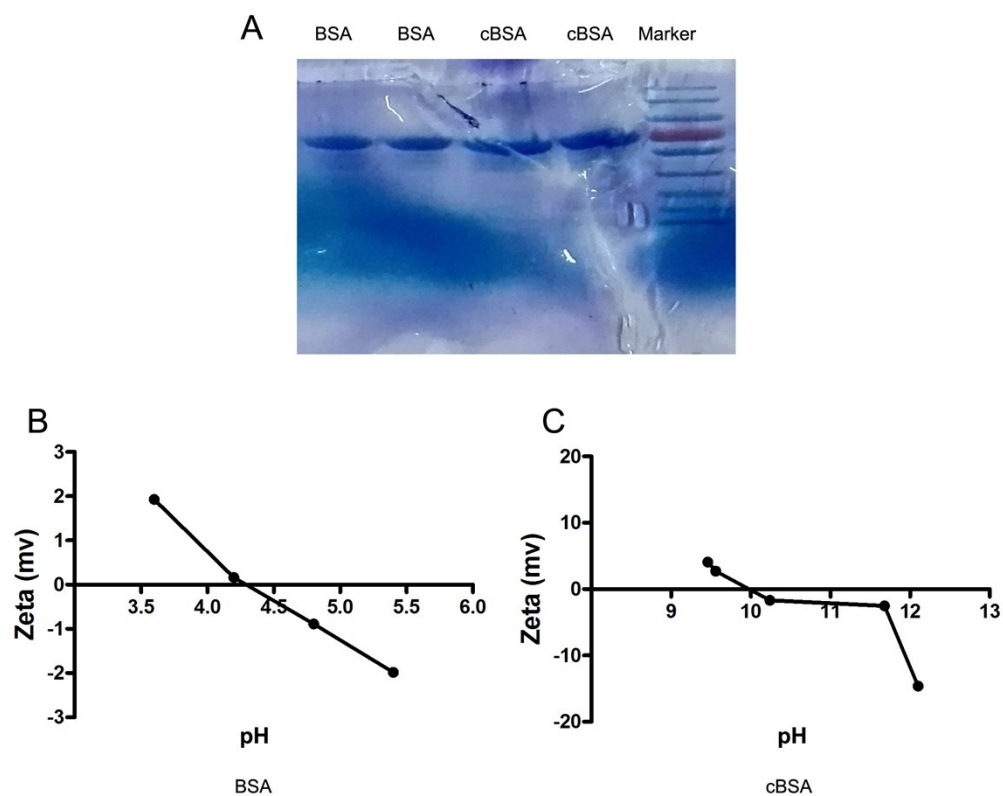 A
BSA BSA cBSA cBSA Marker
B
3
2
1
0
-1
-2
-3
Zeta (mv)
3.5 4.0 4.5 5.0 5.5 6.0
pH
BSA
C
20
10
0
-10
-20
Zeta (mv)
9 10 11 12 13
pH
cBSA